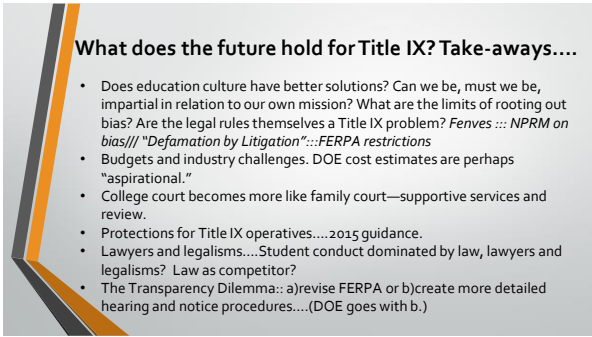 What does the future hold for Title IX? Take-aways....
• Does education culture have better solutions? Can we be, must we be,
impartial in relation to our own mission? What are the limits of rooting out
bias? Are the legal rules themselves a Title IX problem? Fenves ::: NPRM on
bias/// “Defamation by Litigation”:::FERPA restrictions
• Budgets and industry challenges. DOE cost estimates are perhaps
“aspirational.”
• College court becomes more like family court—supportive services and
review.
• Protections for Title IX operatives....2015 guidance.
• Lawyers and legalisms....Student conduct dominated by law, lawyers and
legalisms? Law as competitor?
• The Transparency Dilemma:: a)revise FERPA or b)create more detailed
hearing and notice procedures....(DOE goes with b.)